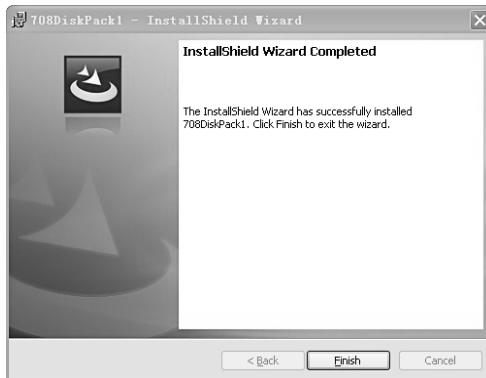 708DiskPack1 - InstallShield Wizard
InstallShield Wizard Completed
The InstallShield Wizard has successfully installed
708DiskPack1. Click Finish to exit the wizard.
< Back
Finish
Cancel